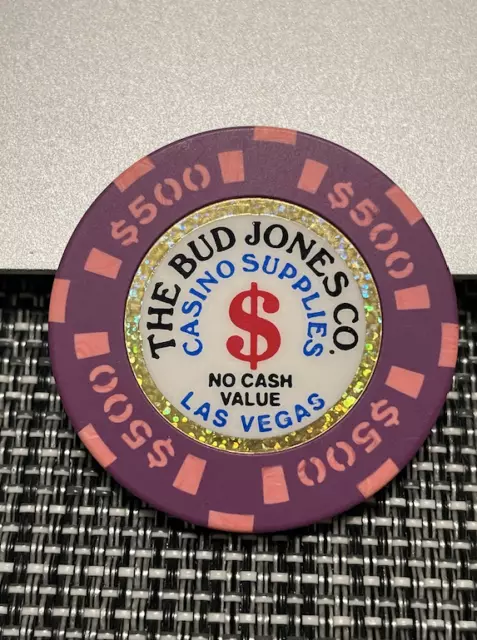 $500
$500
THE BUD JONES CO.
CASINO SUPPLIES
$
NO CASH
VALUE
LAS VEGAS
$500
$500